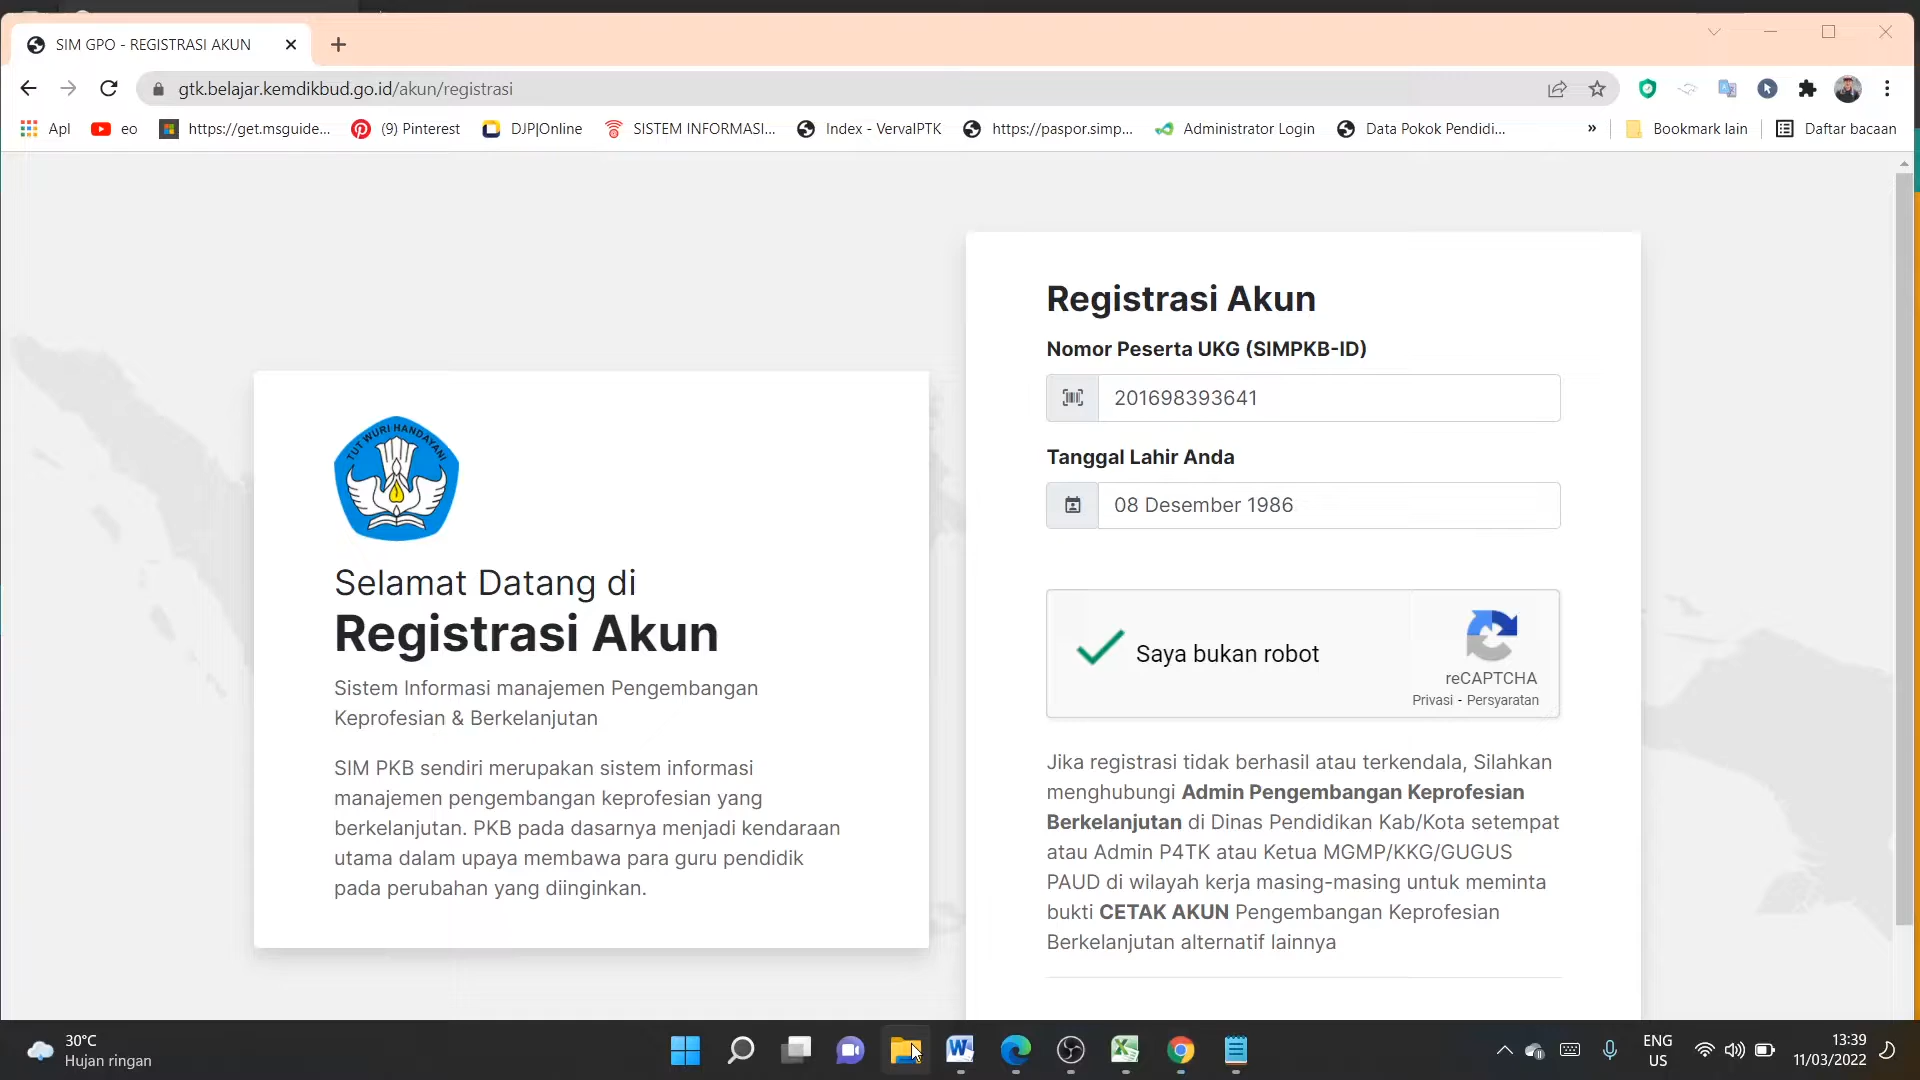 SIM GPO - REGISTRASI AKUN
gtk.belajar.kemdikbud.go.id/akun/registrasi
Apl
eo
https://get.msguide...
(9) Pinterest
DJP|Online
SISTEM INFORMASI...
Index - VervalPTK
https://paspor.simp...
Administrator Login
Data Pokok Pendidi...
»
Bookmark lain
Daftar bacaan
TUT WURI HANDAYANI
Selamat Datang di
Registrasi Akun
Sistem Informasi manajemen Pengembangan
Keprofesian & Berkelanjutan
SIM PKB sendiri merupakan sistem informasi
manajemen pengembangan keprofesian yang
berkelanjutan. PKB pada dasarnya menjadi kendaraan
utama dalam upaya membawa para guru pendidik
pada perubahan yang diinginkan.
Registrasi Akun
Nomor Peserta UKG (SIMPKB-ID)
201698393641
Tanggal Lahir Anda
08 Desember 1986
Saya bukan robot
reCAPTCHA
Privasi - Persyaratan
Jika registrasi tidak berhasil atau terkendala, Silahkan
menghubungi Admin Pengembangan Keprofesian
Berkelanjutan di Dinas Pendidikan Kab/Kota setempat
atau Admin P4TK atau Ketua MGMP/KKG/GUGUS
PAUD di wilayah kerja masing-masing untuk meminta
bukti CETAK AKUN Pengembangan Keprofesian
Berkelanjutan alternatif lainnya
30°C
Hujan ringan
ENG
US
13:39
11/03/2022